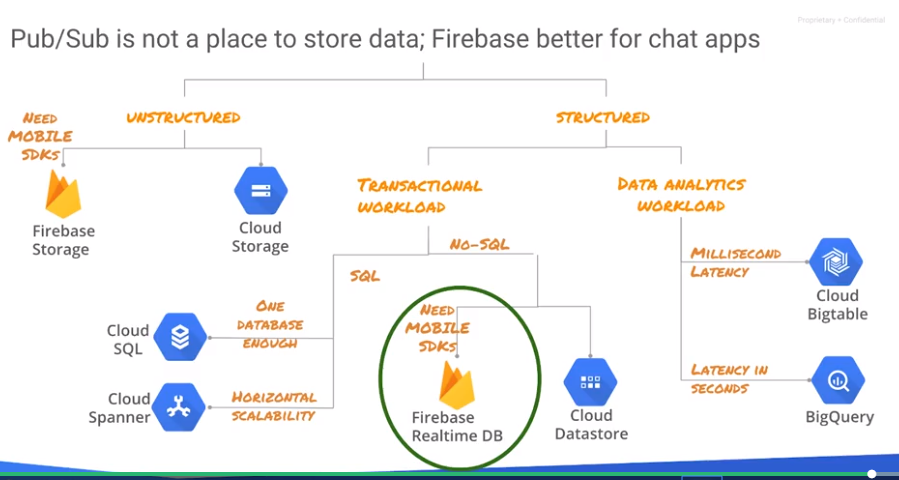 Proprietary + Confidential
Pub/Sub is not a place to store data; Firebase better for chat apps
NEED
MOBILE
SDKS
UNSTRUCTURED
STRUCTURED
Firebase
Storage
Cloud
Storage
TRANSACTIONAL
WORKLOAD
DATA ANALYTICS
WORKLOAD
NO-SQL
SQL
MILLISECOND
LATENCY
Cloud
Bigtable
ONE
DATABASE
ENOUGH
Cloud
SQL
NEED
MOBILE
SDKS
Cloud
Spanner
HORIZONTAL
SCALABILITY
Firebase
Realtime DB
Cloud
Datastore
LATENCY IN
SECONDS
BigQuery